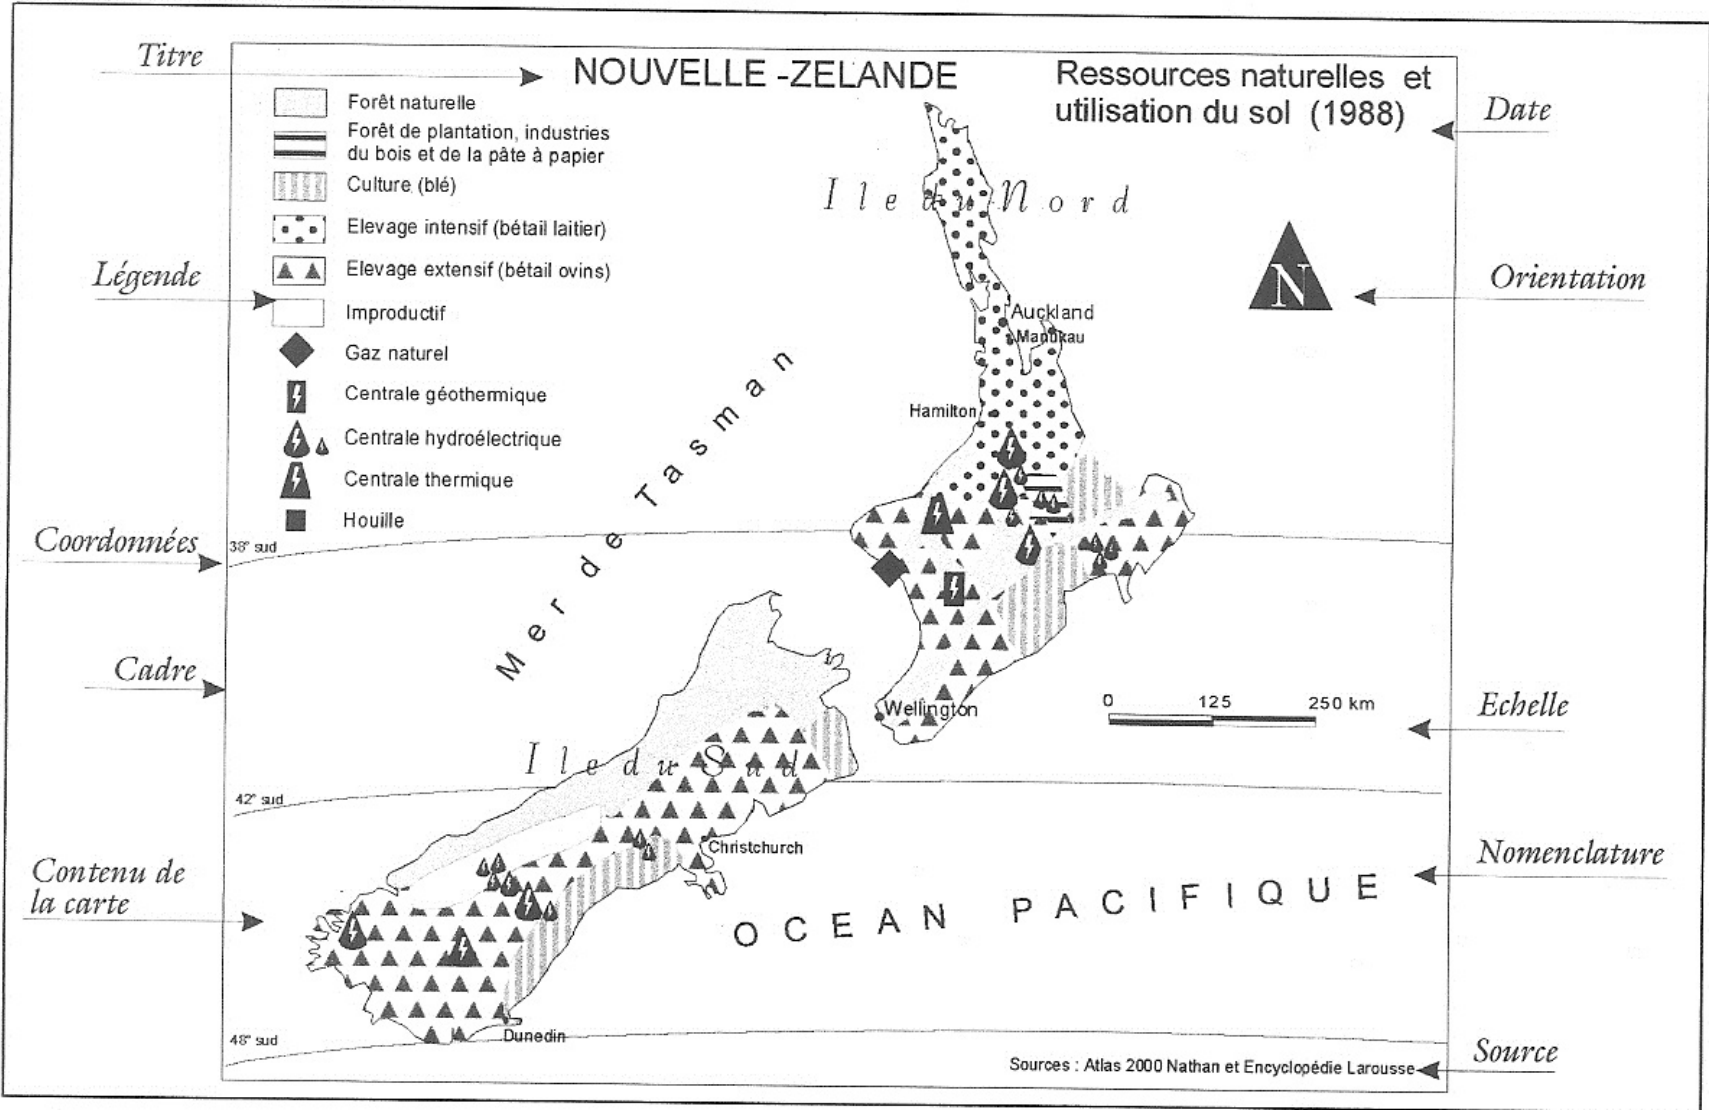 Titre
NOUVELLE -ZELANDE
Ressources naturelles et
utilisation du sol (1988)
Date
Forêt naturelle
Forêt de plantation, industries
du bois et de la pâte à papier
Culture (blé)
Elevage intensif (bétail laitier)
Elevage extensif (bétail ovins)
Improductif
Gaz naturel
Centrale géothermique
Centrale hydroélectrique
Centrale thermique
Houille
Légende
Ile du Nord
N
Orientation
Auckland
Manukau
Hamilton
Mer de Tasman
Coordonnées
38° sud
Cadre
Wellington
0 125 250 km
Echelle
Ile du Sud
42° sud
Christchurch
Nomenclature
Contenu de
la carte
OCEAN PACIFIQUE
Dunedin
48° sud
Sources : Atlas 2000 Nathan et Encyclopédie Larousse
Source